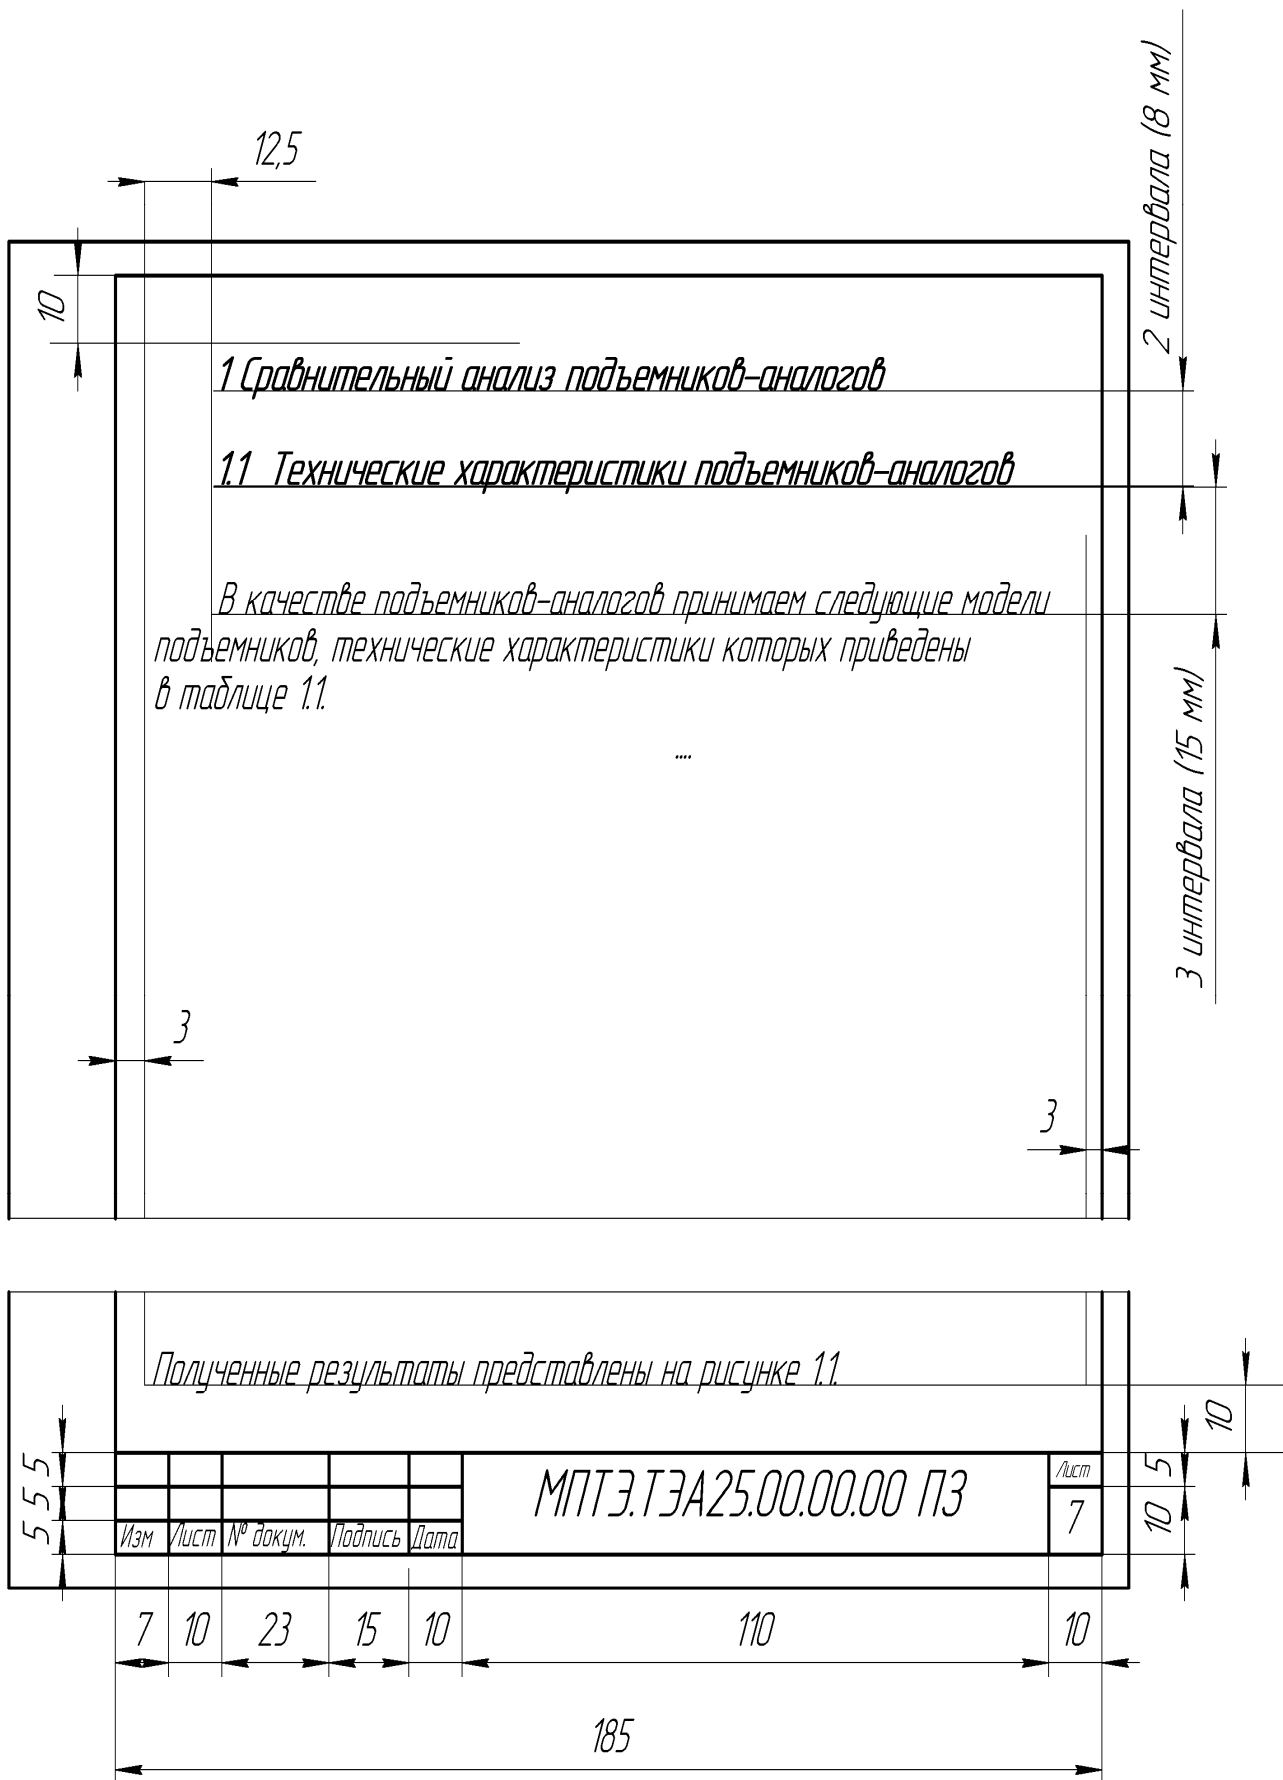 12,5
2 интервала (8 мм)
10
1 Сравнительный анализ подъемников-аналогов
1.1 Технические характеристики подъемников-аналогов
В качестве подъемников-аналогов принимаем следующие модели
подъемников, технические характеристики которых приведены
в таблице 1.1.
....
3 интервала (15 мм)
3
3
Полученные результаты представлены на рисунке 1.1.
10
5 5 5
МПТЭ.ТЭА25.00.00.00 ПЗ
Лист
7
5
10
Изм Лист № докум. Подпись Дата
7 10 23 15 10 110 10
185